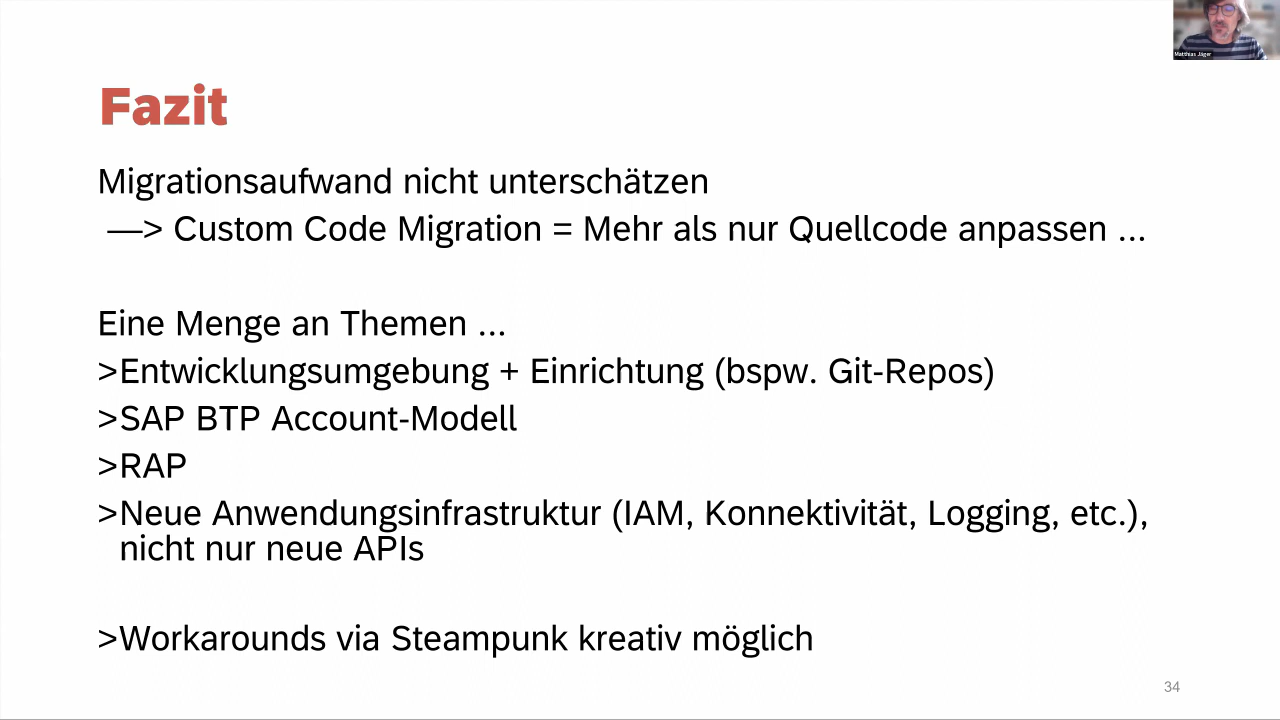 Matthias Jäger
Fazit
Migrationsaufwand nicht unterschätzen
—> Custom Code Migration = Mehr als nur Quellcode anpassen ...
Eine Menge an Themen ...
>Entwicklungsumgebung + Einrichtung (bspw. Git-Repos)
>SAP BTP Account-Modell
>RAP
>Neue Anwendungsinfrastruktur (IAM, Konnektivität, Logging, etc.),
nicht nur neue APIs
>Workarounds via Steampunk kreativ möglich
34